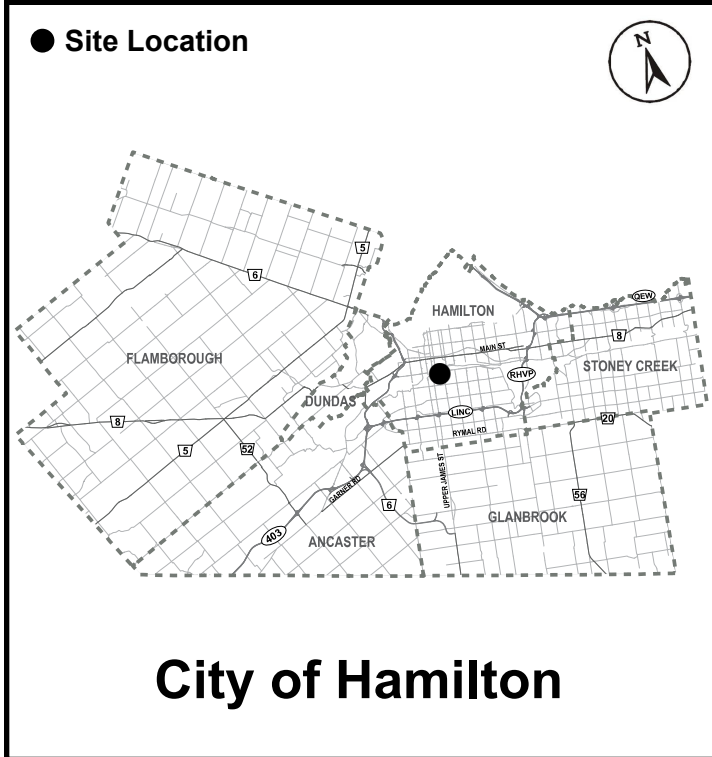 Site Location
N
5
6
HAMILTON
QEW
MAIN ST
8
FLAMBOROUGH
STONEY CREEK
RHVP
DUNDAS
LINC
8
20
5
52
RYMAL RD
UPPER JAMES ST
GARNER RD
56
6
GLANBROOK
403
ANCASTER
City of Hamilton